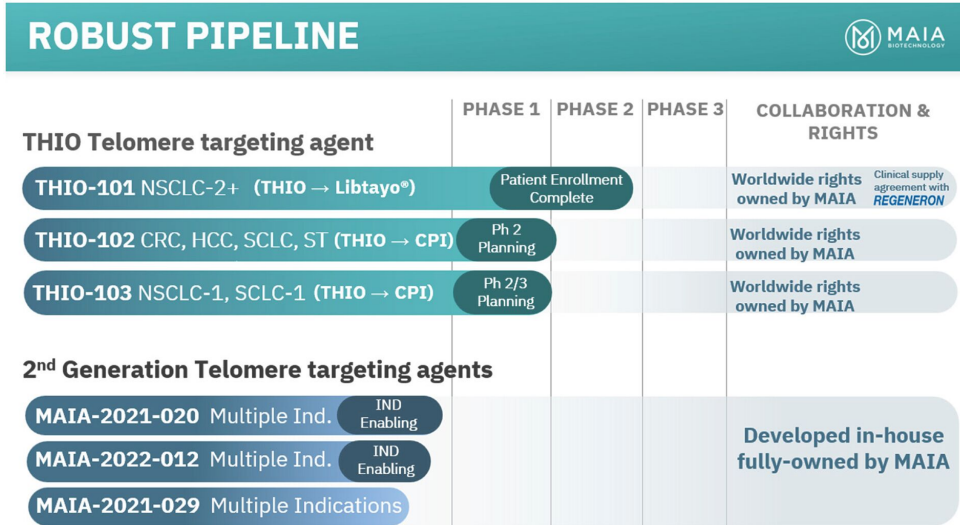 ROBUST PIPELINE
MAIA
BIOTECHNOLOGY
PHASE 1
PHASE 2
PHASE 3
COLLABORATION &
RIGHTS
THIO Telomere targeting agent
THIO-101 NSCLC-2+ (THIO → Libtayo®)
Patient Enrollment
Complete
Worldwide rights
owned by MAIA
Clinical supply
agreement with
REGENERON
THIO-102 CRC, HCC, SCLC, ST (THIO → CPI)
Ph 2
Planning
Worldwide rights
owned by MAIA
THIO-103 NSCLC-1, SCLC-1 (THIO → CPI)
Ph 2/3
Planning
Worldwide rights
owned by MAIA
2nd Generation Telomere targeting agents
MAIA-2021-020 Multiple Ind.
IND
Enabling
MAIA-2022-012 Multiple Ind.
IND
Enabling
MAIA-2021-029 Multiple Indications
Developed in-house
fully-owned by MAIA